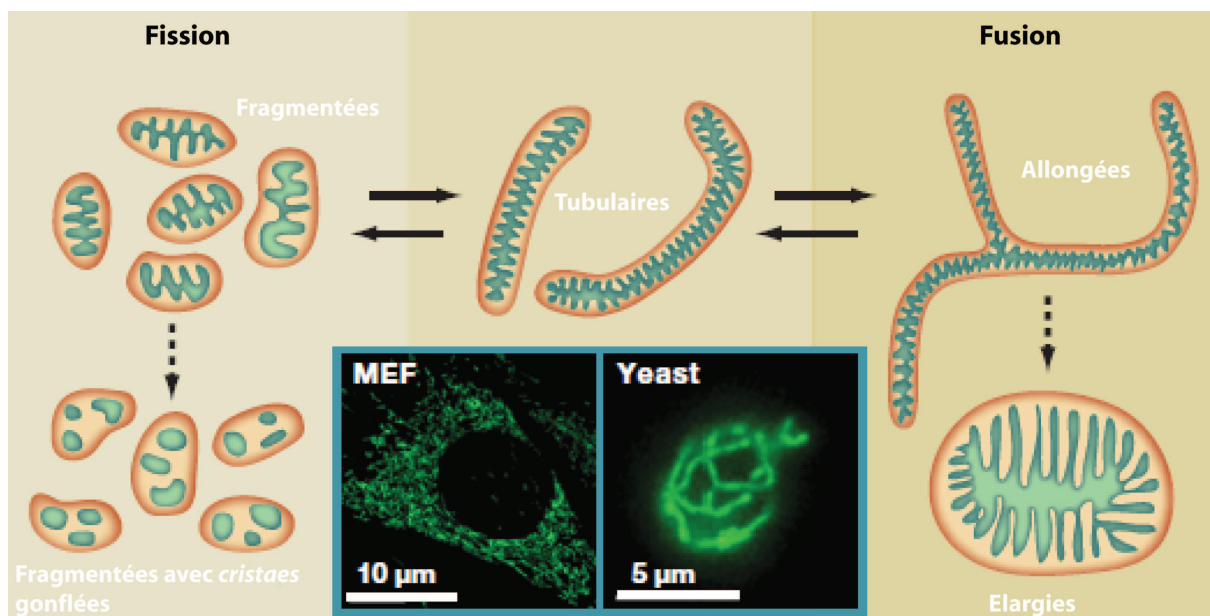 Fission
Fusion
Fragmentées
Tubulaires
Allongées
MEF
Yeast
10 µm
5 µm
Fragmentées avec cristaes
gonflées
Elargies